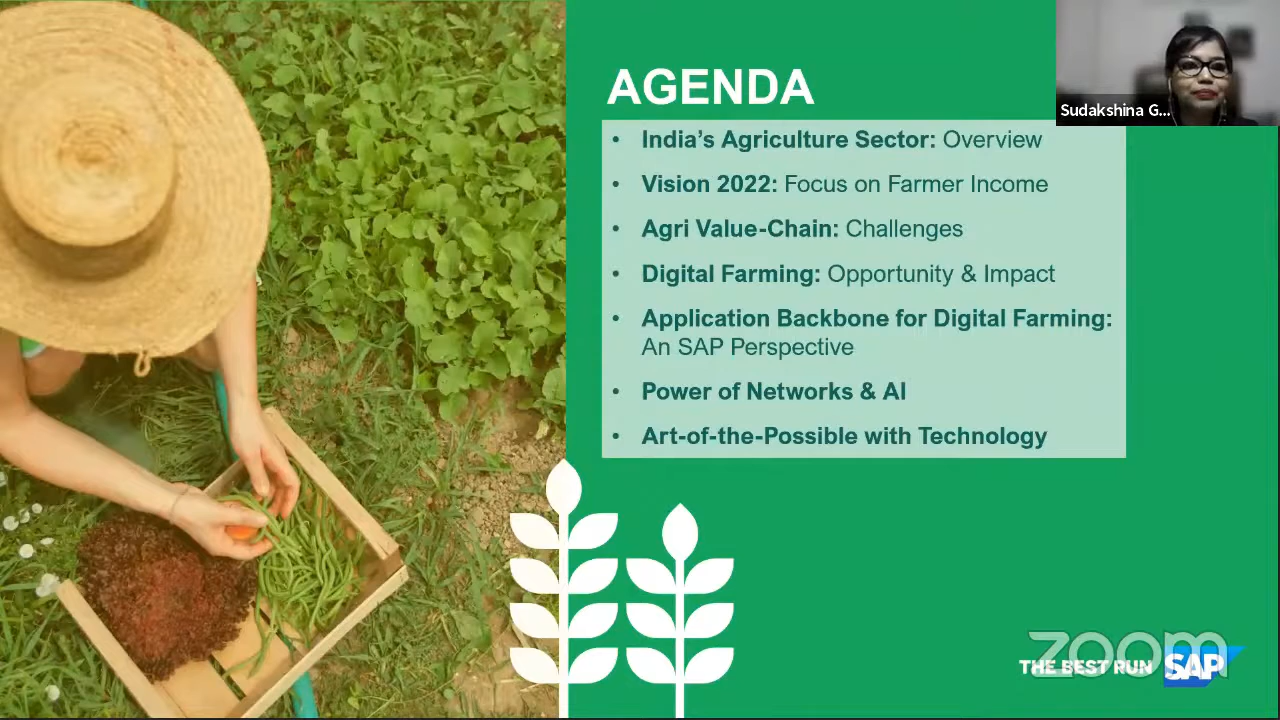 AGENDA
Sudakshina G...
• India's Agriculture Sector: Overview
• Vision 2022: Focus on Farmer Income
• Agri Value-Chain: Challenges
• Digital Farming: Opportunity & Impact
• Application Backbone for Digital Farming:
An SAP Perspective
• Power of Networks & AI
• Art-of-the-Possible with Technology
zoom
THE BEST RUN SAP